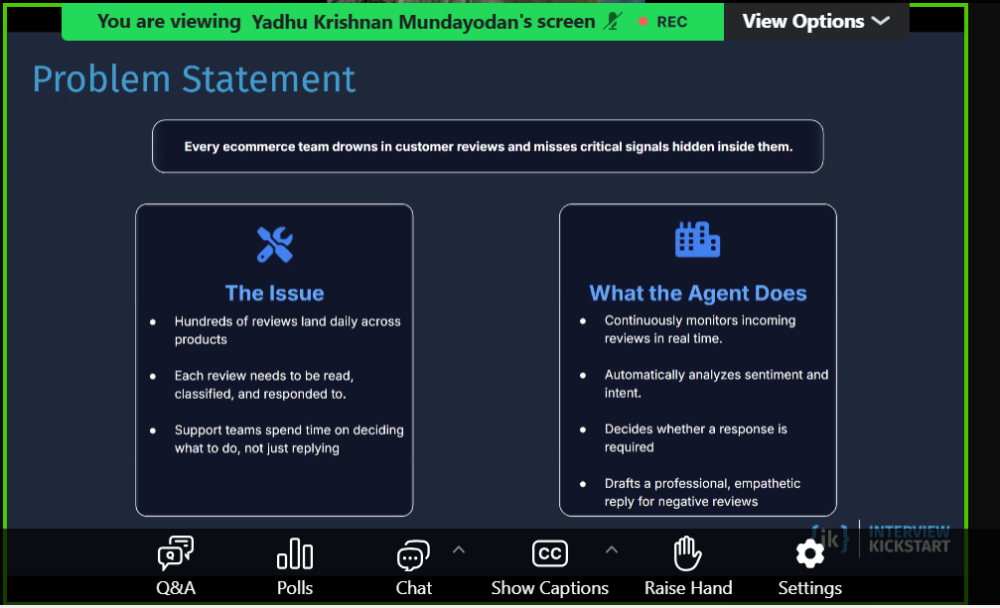 You are viewing Yadhu Krishnan Mundayodan's screen REC View Options
Problem Statement
Every ecommerce team drowns in customer reviews and misses critical signals hidden inside them.
The Issue
• Hundreds of reviews land daily across
products
• Each review needs to be read,
classified, and responded to.
• Support teams spend time on deciding
what to do, not just replying
What the Agent Does
• Continuously monitors incoming
reviews in real time.
• Automatically analyzes sentiment and
intent.
• Decides whether a response is
required
• Drafts a professional, empathetic
reply for negative reviews
{ik} INTERVIEW
KICKSTART
CC
Q&A Polls Chat Show Captions Raise Hand Settings